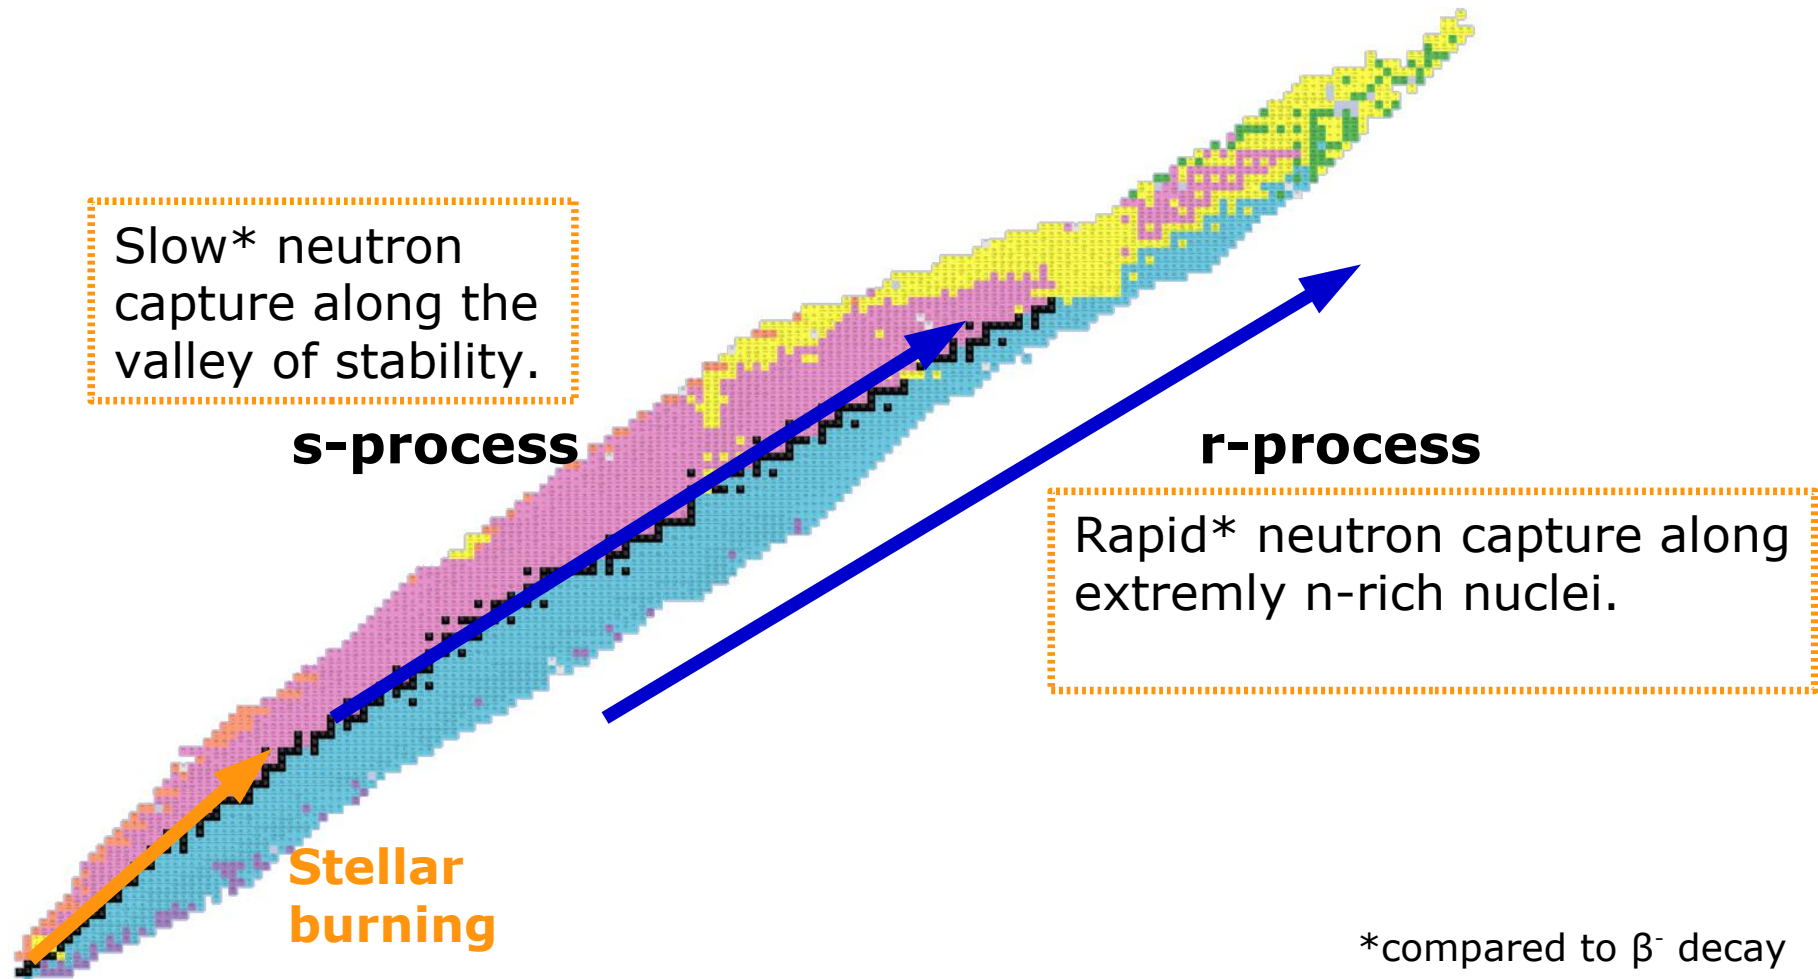 Slow* neutron
capture along the
valley of stability.
s-process
r-process
Rapid* neutron capture along
extremly n-rich nuclei.
Stellar
burning
*compared to β⁻ decay